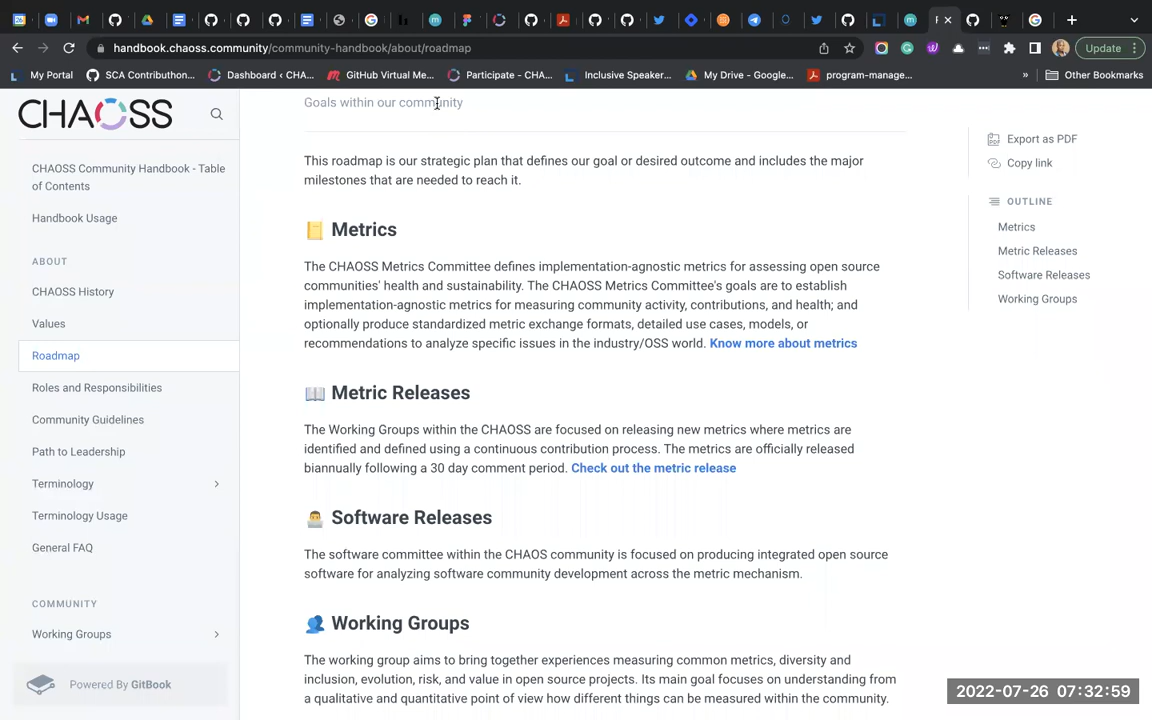 handbook.chaoss.community/community-handbook/about/roadmap
Update
My Portal
SCA Contributhon...
Dashboard ‹ CHA...
GitHub Virtual Me...
Participate - CHA...
Inclusive Speaker...
My Drive - Google...
program-manage...
»
Other Bookmarks
CHAOSS
Goals within our community
CHAOSS Community Handbook - Table
of Contents
Handbook Usage
ABOUT
CHAOSS History
Values
Roadmap
Roles and Responsibilities
Community Guidelines
Path to Leadership
Terminology
Terminology Usage
General FAQ
COMMUNITY
Working Groups
Powered By GitBook
This roadmap is our strategic plan that defines our goal or desired outcome and includes the major
milestones that are needed to reach it.
Metrics
The CHAOSS Metrics Committee defines implementation-agnostic metrics for assessing open source
communities' health and sustainability. The CHAOSS Metrics Committee's goals are to establish
implementation-agnostic metrics for measuring community activity, contributions, and health; and
optionally produce standardized metric exchange formats, detailed use cases, models, or
recommendations to analyze specific issues in the industry/OSS world. Know more about metrics
Metric Releases
The Working Groups within the CHAOSS are focused on releasing new metrics where metrics are
identified and defined using a continuous contribution process. The metrics are officially released
biannually following a 30 day comment period. Check out the metric release
Software Releases
The software committee within the CHAOS community is focused on producing integrated open source
software for analyzing software community development across the metric mechanism.
Working Groups
The working group aims to bring together experiences measuring common metrics, diversity and
inclusion, evolution, risk, and value in open source projects. Its main goal focuses on understanding from
a qualitative and quantitative point of view how different things can be measured within the community.
Export as PDF
Copy link
OUTLINE
Metrics
Metric Releases
Software Releases
Working Groups
2022-07-26 07:32:59